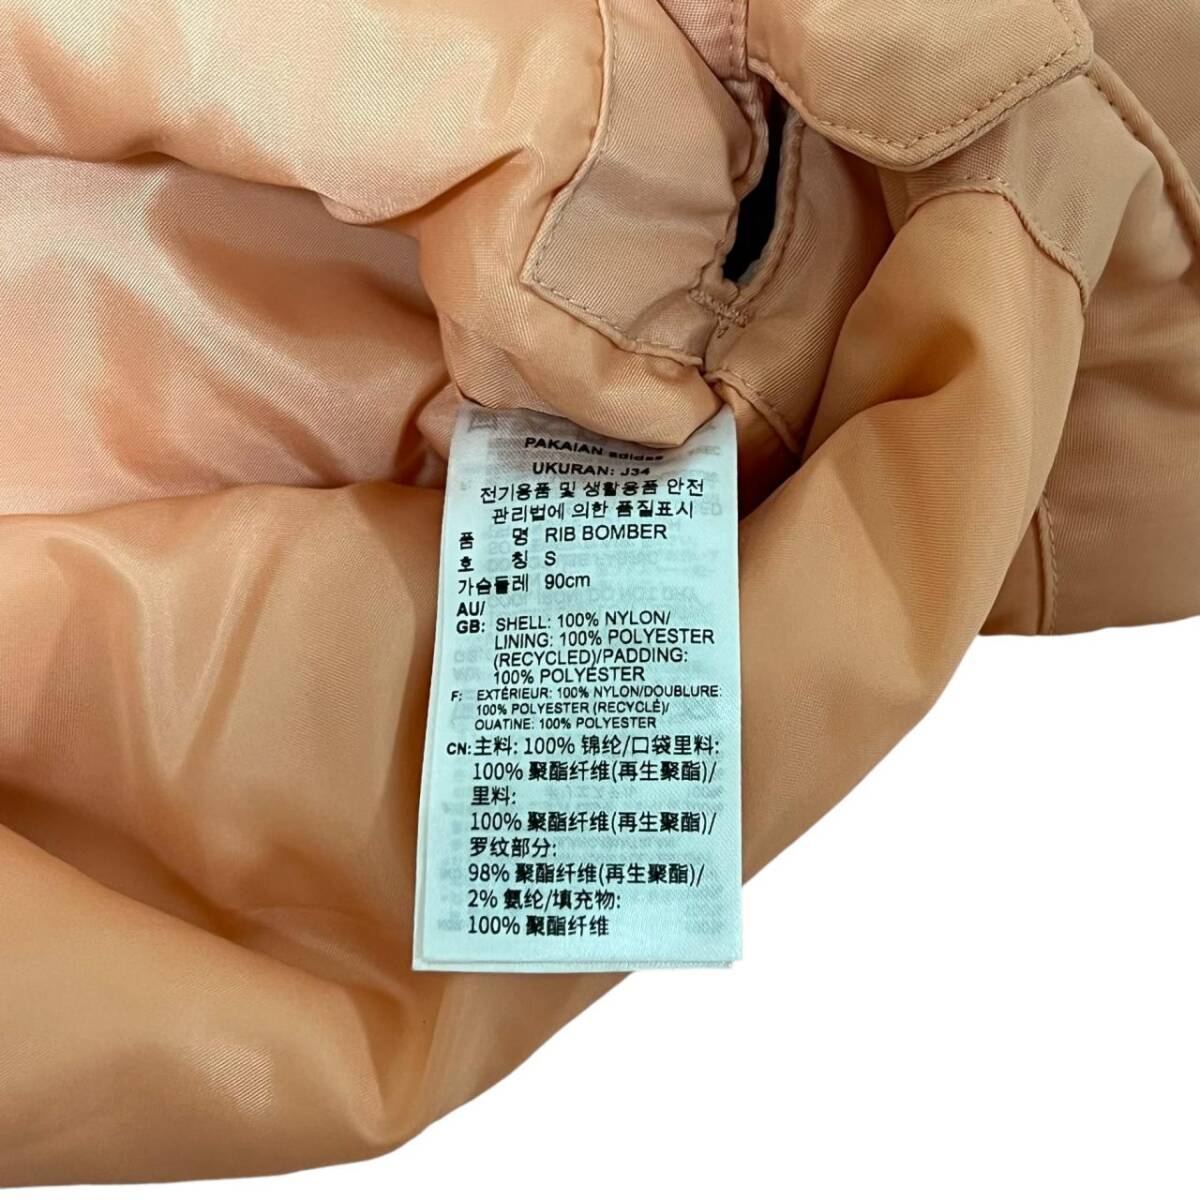 PAKAIAN adidas
UKURAN: J34
전기용품 및 생활용품 안전
관리법에 의한 품질표시
품 명 RIB BOMBER
호 칭 S
가슴둘레 90cm
AU/
GB: SHELL: 100% NYLON/
LINING: 100% POLYESTER
(RECYCLED)/PADDING:
100% POLYESTER
F: EXTÉRIEUR: 100% NYLON/DOUBLURE:
100% POLYESTER (RECYCLÉ)/
OUATINE: 100% POLYESTER
CN: 主料: 100% 锦纶/口袋里料:
100% 聚酯纤维(再生聚酯)/
里料:
100% 聚酯纤维(再生聚酯)/
罗纹部分:
98% 聚酯纤维(再生聚酯)/
2% 氨纶/填充物:
100% 聚酯纤维